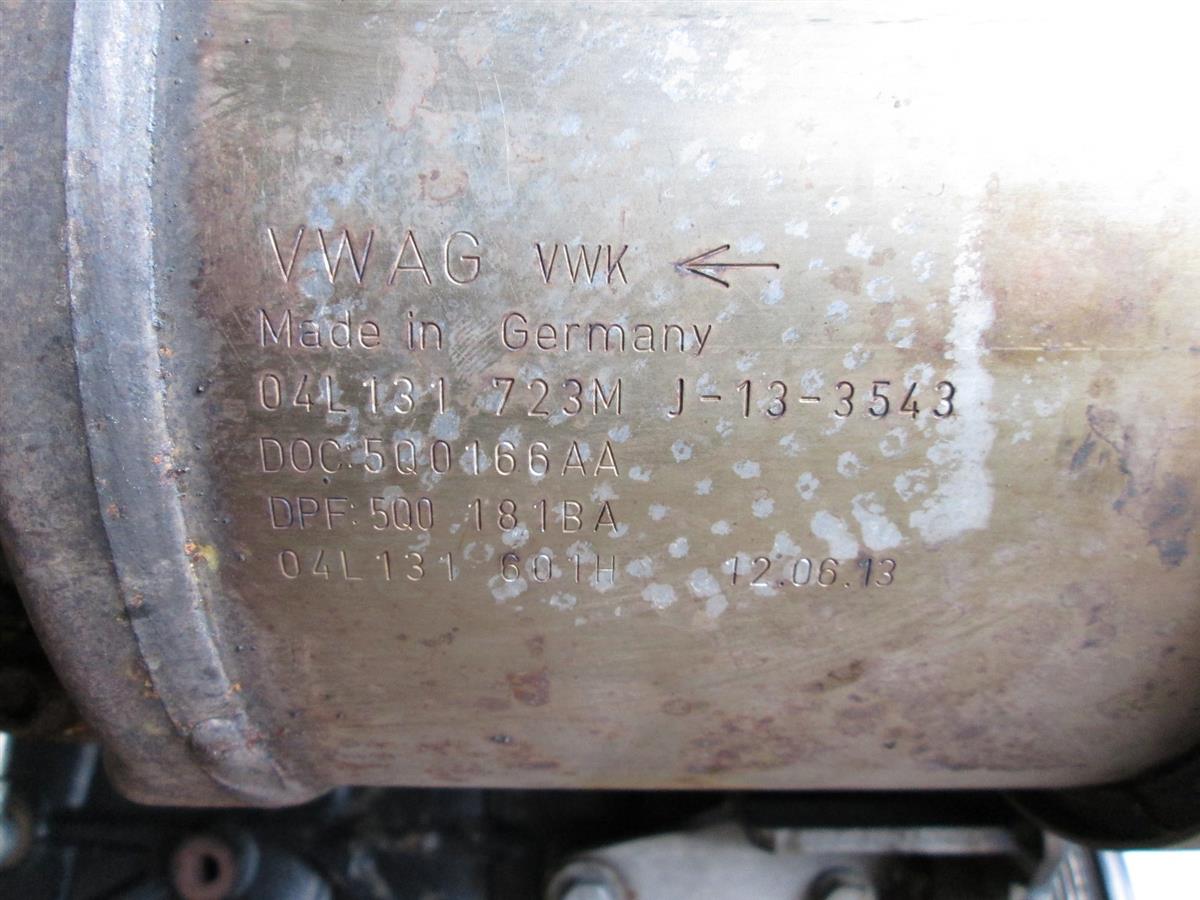 VWAG VWK ←
Made in Germany
04L131 723M J-13-3543
DOC:5Q0166AA
DPF:5Q0 181BA
04L131 601H 12.06.13